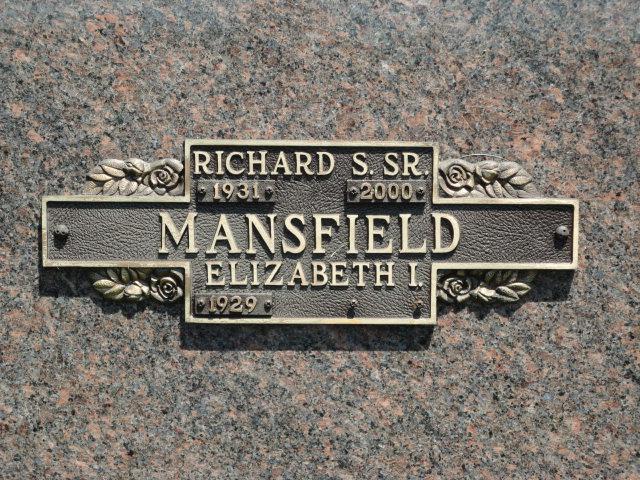 RICHARD S. SR.
1931 2000
MANSFIELD
ELIZABETH I.
1929